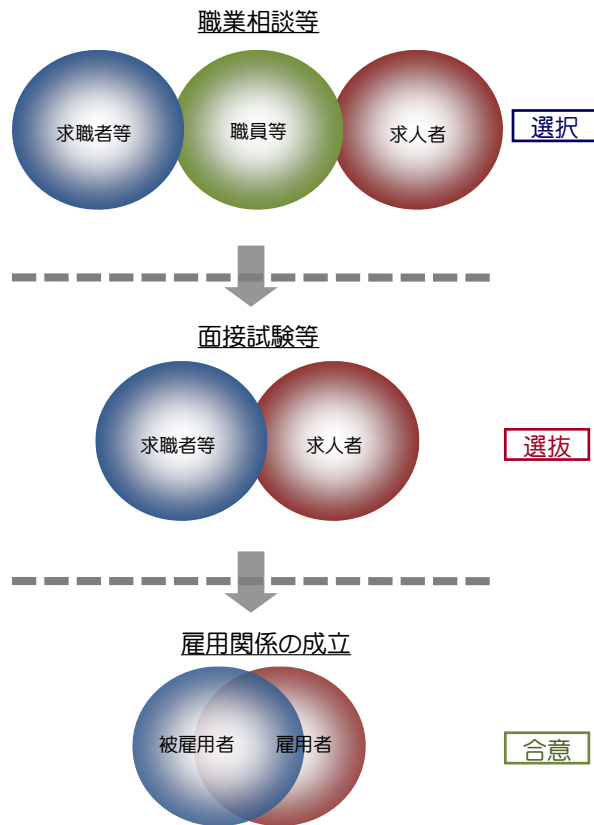 職業相談等
求職者等
職員等
求人者
選択
面接試験等
求職者等
求人者
選抜
雇用関係の成立
被雇用者
雇用者
合意